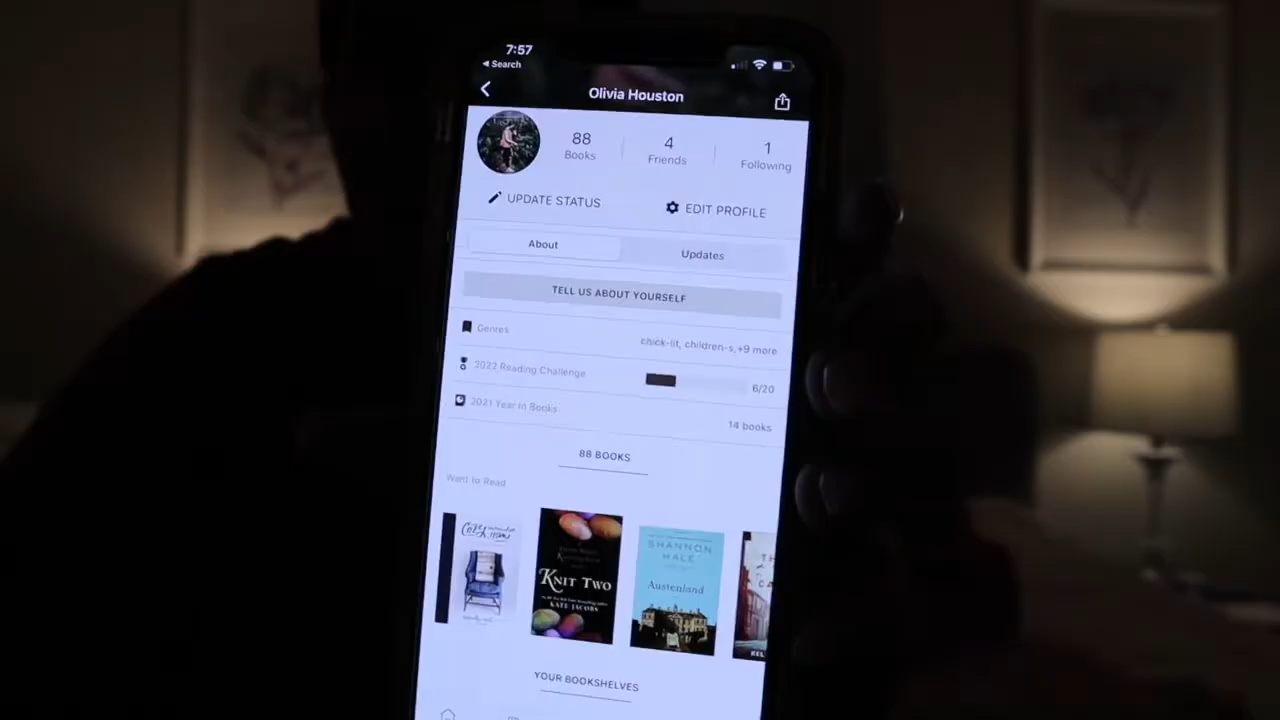 7:57
Search
Olivia Houston
88
Books
4
Friends
1
Following
UPDATE STATUS
EDIT PROFILE
About
Updates
TELL US ABOUT YOURSELF
Genres
chick-lit, children-s,+9 more
2022 Reading Challenge
6/20
2021 Year in Books
14 books
88 BOOKS
Want to Read
KNIT TWO
KATE JACOBS
SHANNON
HALE
Austenland
YOUR BOOKSHELVES